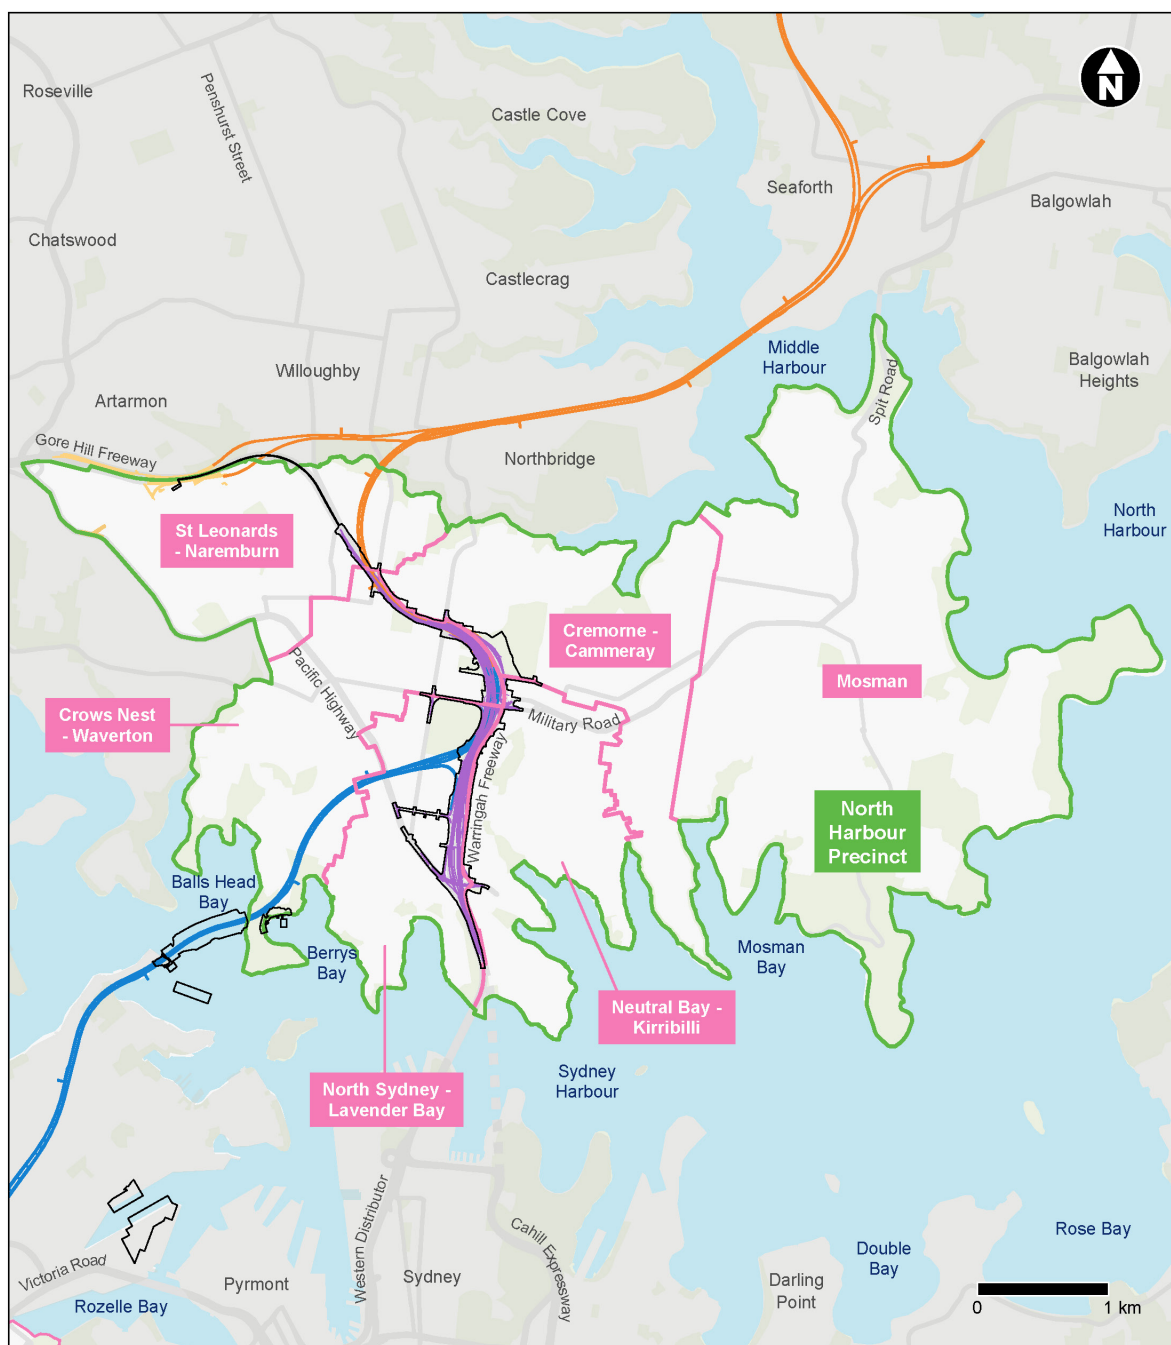 N
Roseville
Penshurst Street
Castle Cove
Seaforth
Balgowlah
Chatswood
Castlecrag
Middle
Harbour
Balgowlah
Heights
Willoughby
Artarmon
Spit Road
Gore Hill Freeway
Northbridge
North
Harbour
St Leonards
- Naremburn
Cremorne -
Cammeray
Mosman
Pacific Highway
Crows Nest
- Waverton
Military Road
Warringah Freeway
North
Harbour
Precinct
Balls Head
Bay
Berrys
Bay
Mosman
Bay
Neutral Bay -
Kirribilli
Sydney
Harbour
North Sydney -
Lavender Bay
Western Distributor
Cahill Expressway
Victoria Road
Rozelle Bay
Pyrmont
Sydney
Darling
Point
Double
Bay
Rose Bay
0
1 km